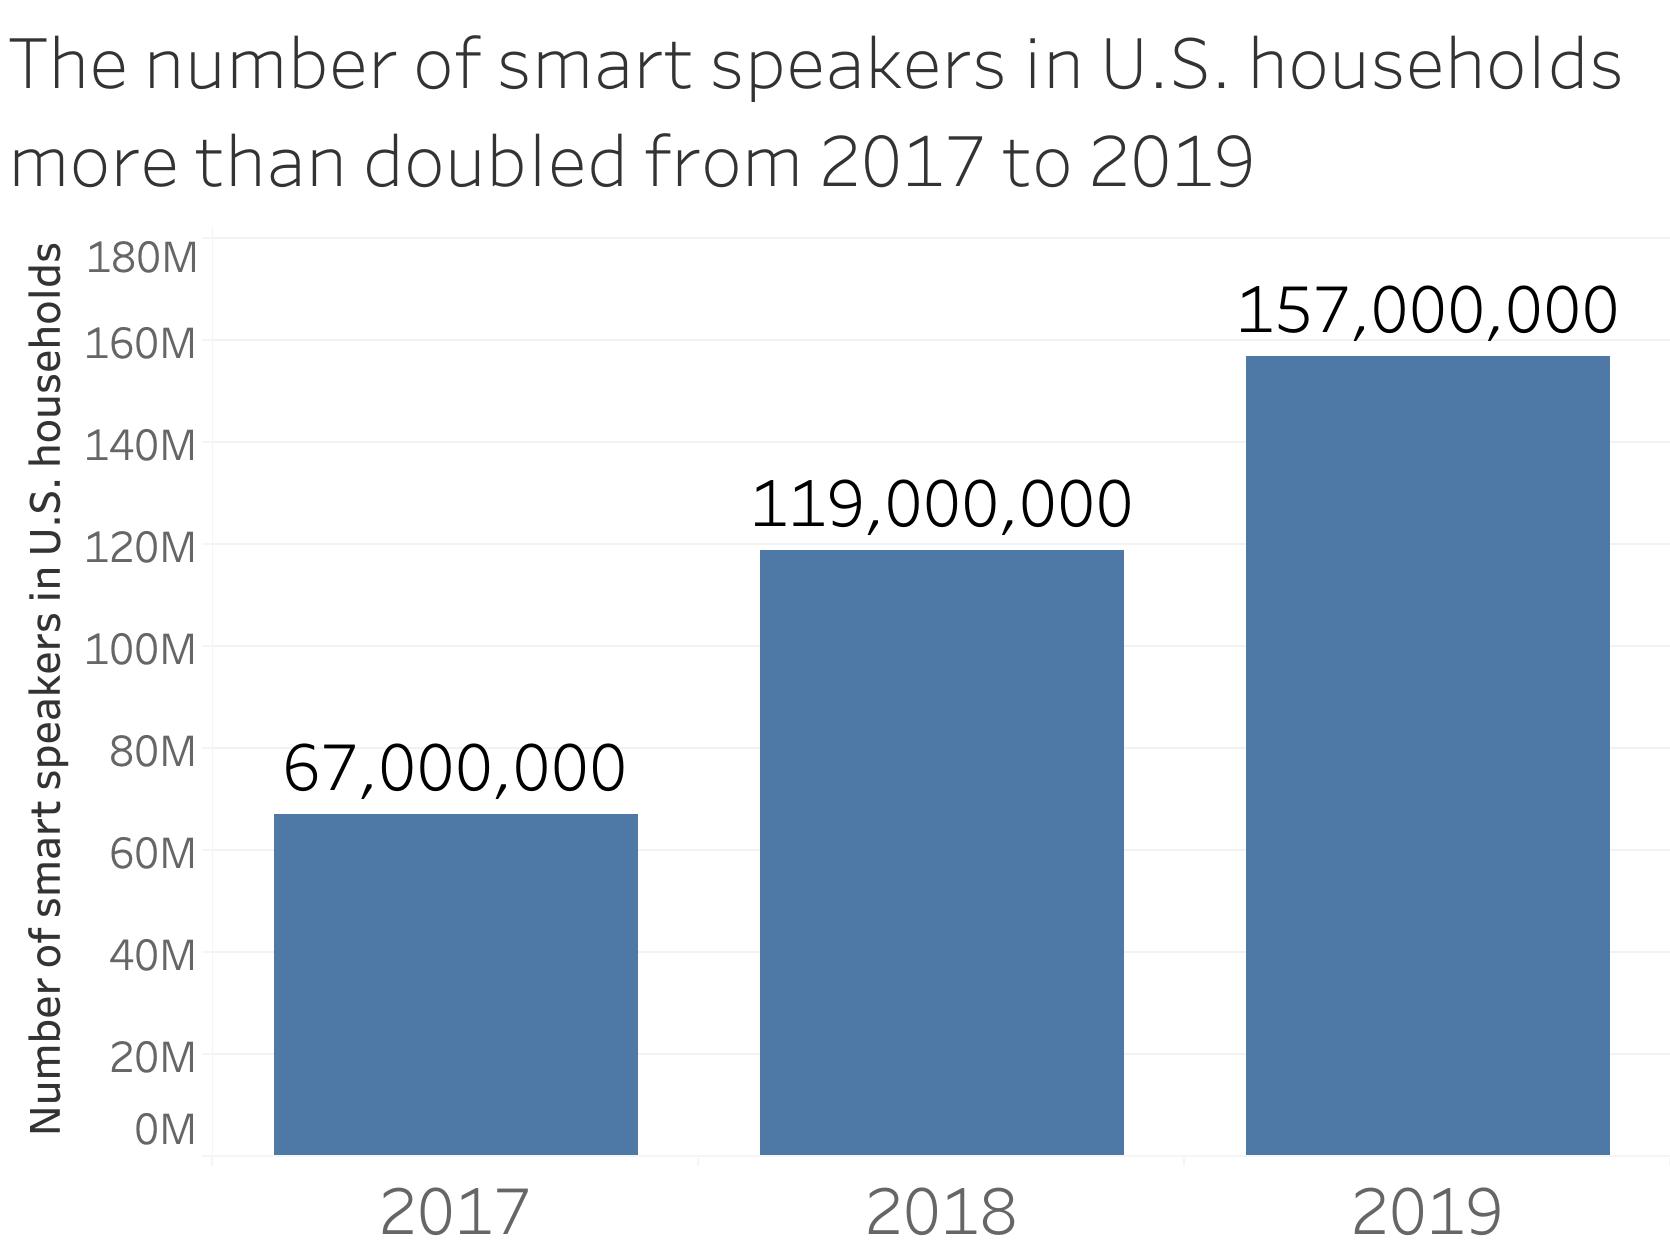 The number of smart speakers in U.S. households
more than doubled from 2017 to 2019
Number of smart speakers in U.S. households
180M
160M
140M
120M
100M
80M
60M
40M
20M
0M
67,000,000
119,000,000
157,000,000
2017
2018
2019